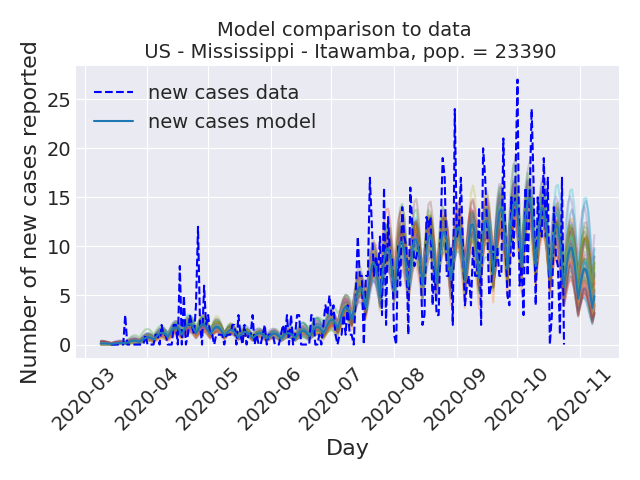 Model comparison to data
US - Mississippi - Itawamba, pop. = 23390
Number of new cases reported
25
20
15
10
5
0
new cases data
new cases model
2020-03
2020-04
2020-05
2020-06
2020-07
2020-08
2020-09
2020-10
2020-11
Day